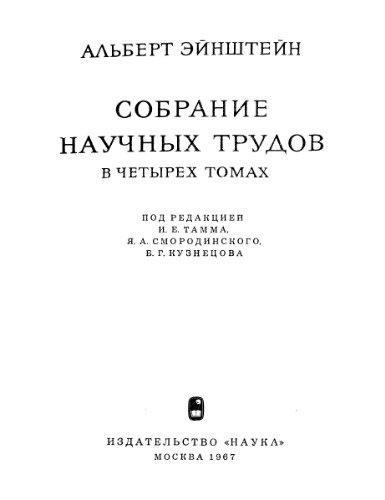 АЛЬБЕРТ ЭЙНШТЕЙН
СОБРАНИЕ
НАУЧНЫХ ТРУДОВ
В ЧЕТЫРЕХ ТОМАХ
ПОД РЕДАКЦИЕЙ
И. Е. ТАММА,
Я. А. СМОРОДИНСКОГО,
Б. Г. КУЗНЕЦОВА
ИЗДАТЕЛЬСТВО «НАУКА»
МОСКВА 1967